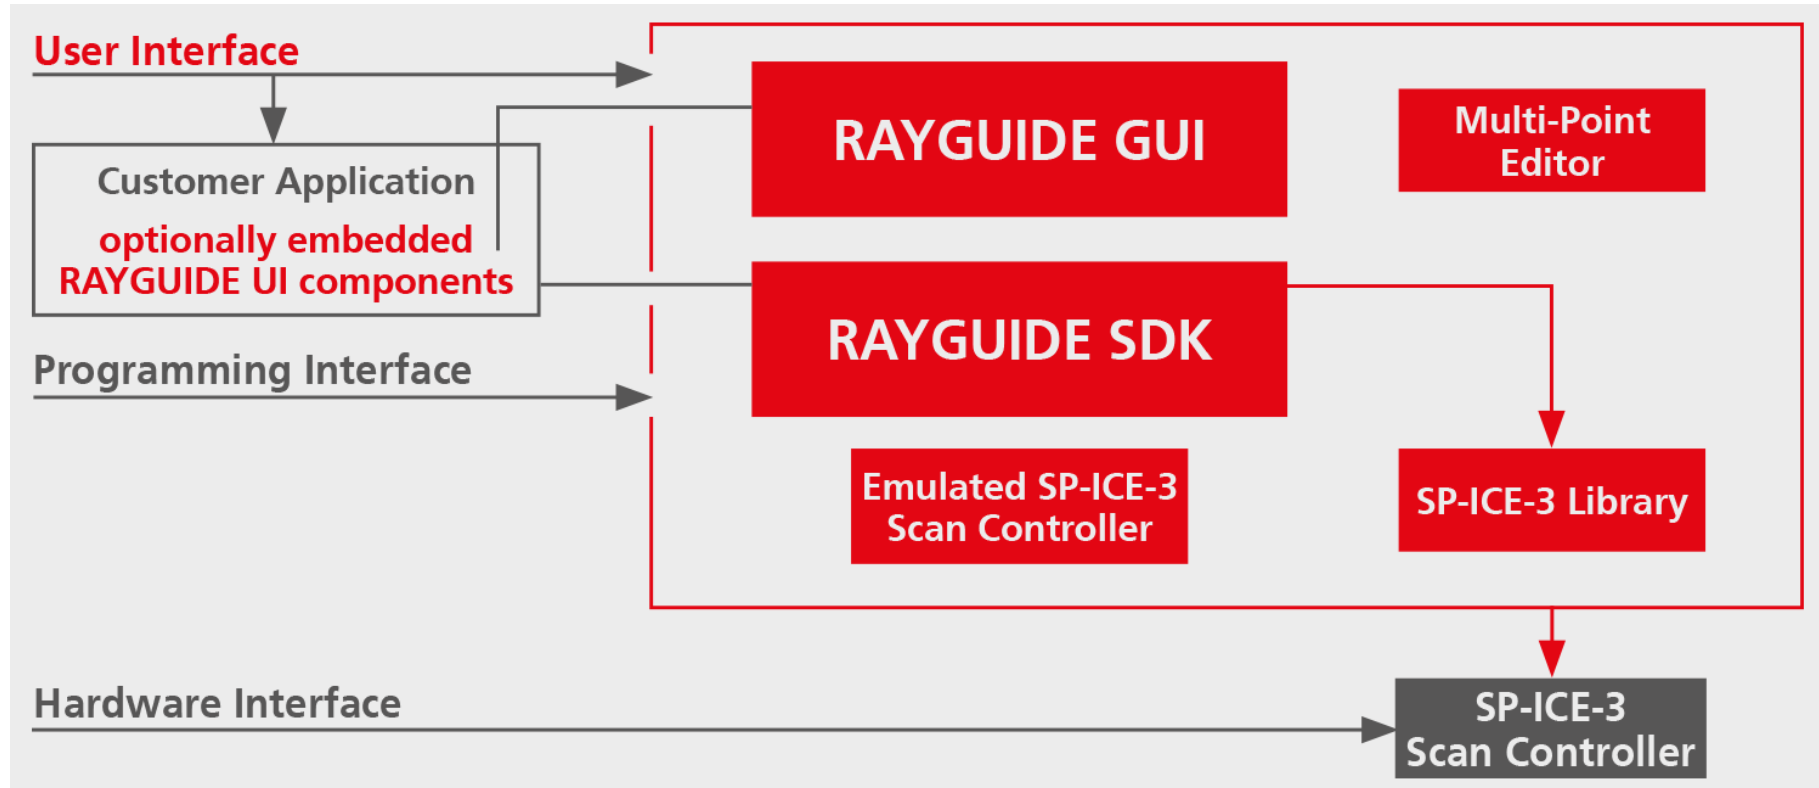 User Interface
RAYGUIDE GUI
Multi-Point
Editor
Customer Application
optionally embedded
RAYGUIDE UI components
RAYGUIDE SDK
Programming Interface
Emulated SP-ICE-3
Scan Controller
SP-ICE-3 Library
Hardware Interface
SP-ICE-3
Scan Controller